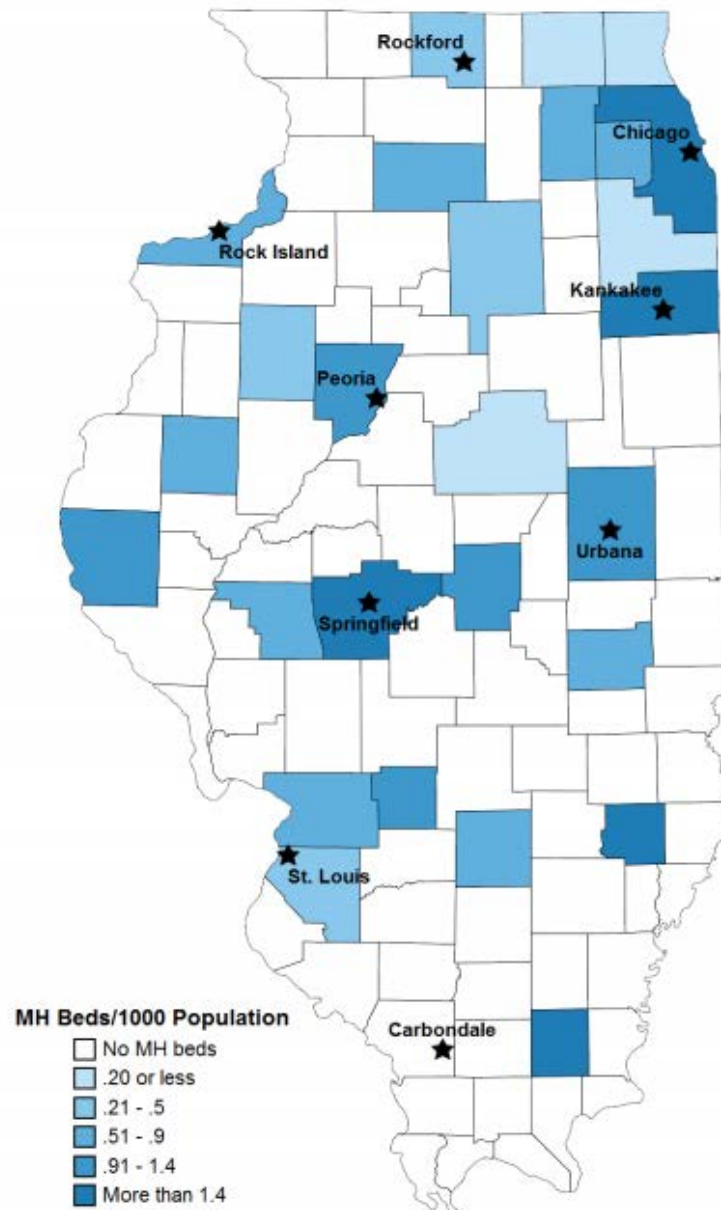 Rockford
Chicago
Rock Island
Kankakee
Peoria
Urbana
Springfield
St. Louis
Carbondale
MH Beds/1000 Population
No MH beds
.20 or less
.21 - .5
.51 - .9
.91 - 1.4
More than 1.4